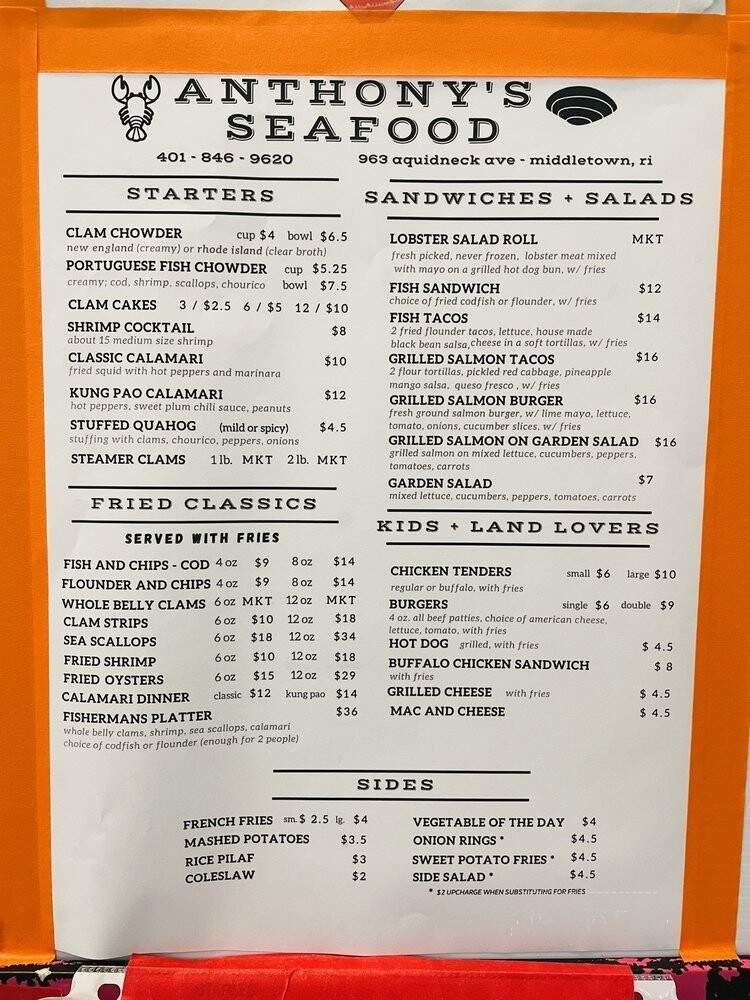 ANTHONY'S
SEAFOOD
401 - 846 - 9620
963 aquidneck ave - middletown, ri
STARTERS
CLAM CHOWDER cup $4 bowl $6.5
new england (creamy) or rhode island (clear broth)
PORTUGUESE FISH CHOWDER cup $5.25
creamy; cod, shrimp, scallops, chourico bowl $7.5
CLAM CAKES 3 / $2.5 6 / $5 12 / $10
SHRIMP COCKTAIL $8
about 15 medium size shrimp
CLASSIC CALAMARI $10
fried squid with hot peppers and marinara
KUNG PAO CALAMARI $12
hot peppers, sweet plum chili sauce, peanuts
STUFFED QUAHOG (mild or spicy) $4.5
stuffing with clams, chourico, peppers, onions
STEAMER CLAMS 1 lb. MKT 2 lb. MKT
FRIED CLASSICS
SERVED WITH FRIES
FISH AND CHIPS - COD 4 oz $9 8 oz $14
FLOUNDER AND CHIPS 4 oz $9 8 oz $14
WHOLE BELLY CLAMS 6 oz MKT 12 oz MKT
CLAM STRIPS 6 oz $10 12 oz $18
SEA SCALLOPS 6 oz $18 12 oz $34
FRIED SHRIMP 6 oz $10 12 oz $18
FRIED OYSTERS 6 oz $15 12 oz $29
CALAMARI DINNER classic $12 kung pao $14
FISHERMANS PLATTER $36
whole belly clams, shrimp, sea scallops, calamari
choice of codfish or flounder (enough for 2 people)
SANDWICHES + SALADS
LOBSTER SALAD ROLL MKT
fresh picked, never frozen, lobster meat mixed
with mayo on a grilled hot dog bun, w/ fries
FISH SANDWICH $12
choice of fried codfish or flounder, w/ fries
FISH TACOS $14
2 fried flounder tacos, lettuce, house made
black bean salsa, cheese in a soft tortillas, w/ fries
GRILLED SALMON TACOS $16
2 flour tortillas, pickled red cabbage, pineapple
mango salsa, queso fresco , w/ fries
GRILLED SALMON BURGER $16
fresh ground salmon burger, w/ lime mayo, lettuce,
tomato, onions, cucumber slices, w/ fries
GRILLED SALMON ON GARDEN SALAD $16
grilled salmon on mixed lettuce, cucumbers, peppers,
tomatoes, carrots
GARDEN SALAD $7
mixed lettuce, cucumbers, peppers, tomatoes, carrots
KIDS + LAND LOVERS
CHICKEN TENDERS small $6 large $10
regular or buffalo, with fries
BURGERS single $6 double $9
4 oz. all beef patties, choice of american cheese,
lettuce, tomato, with fries
HOT DOG grilled, with fries $ 4.5
BUFFALO CHICKEN SANDWICH $ 8
with fries
GRILLED CHEESE with fries $ 4.5
MAC AND CHEESE $ 4.5
SIDES
FRENCH FRIES sm. $ 2.5 lg. $4
MASHED POTATOES $3.5
RICE PILAF $3
COLESLAW $2
VEGETABLE OF THE DAY $4
ONION RINGS * $4.5
SWEET POTATO FRIES * $4.5
SIDE SALAD * $4.5
* $2 UPCHARGE WHEN SUBSTITUTING FOR FRIES